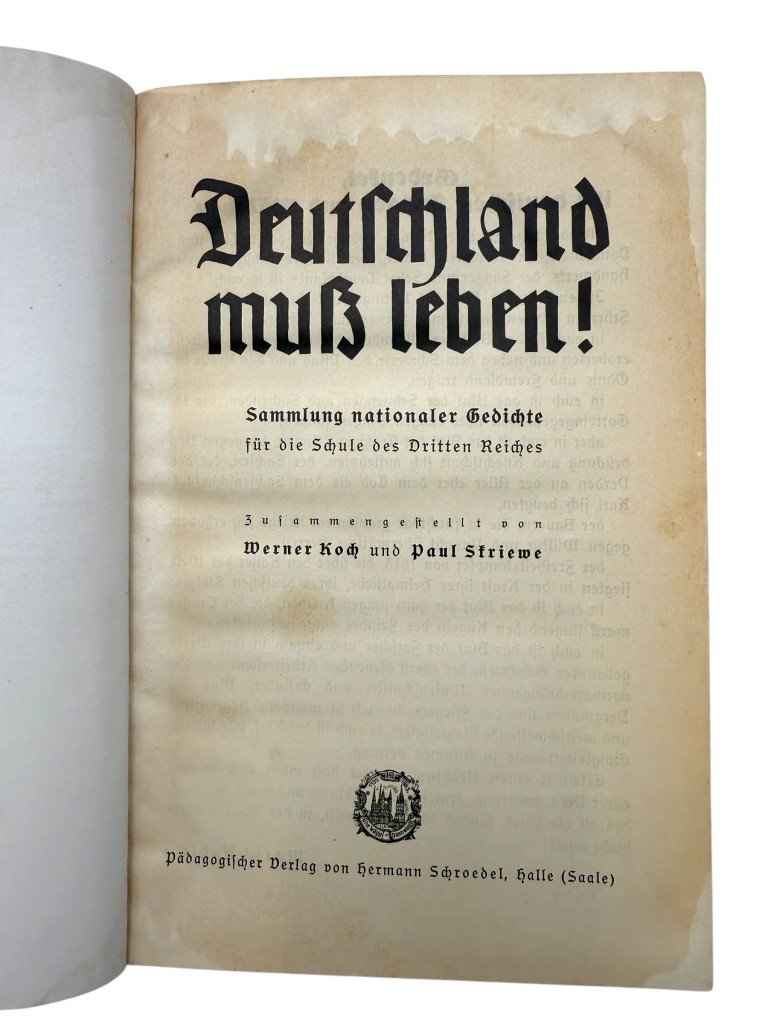 Deutschland
muß leben!
Sammlung nationaler Gedichte
für die Schule des Dritten Reiches
Zusammengestellt von
Werner Koch und Paul Skriewe
Pädagogischer Verlag von Hermann Schroedel, Halle (Saale)